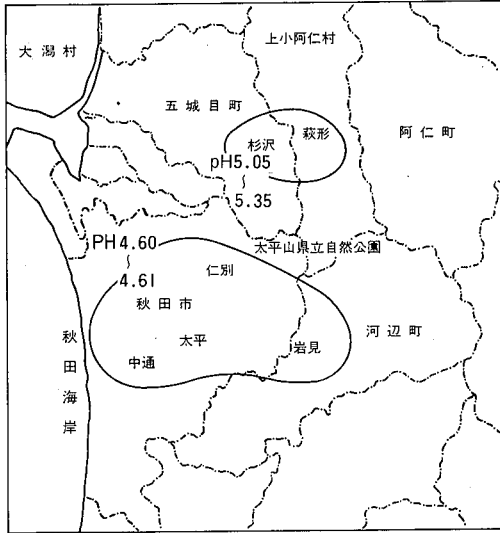 上小阿仁村
大潟村
五城目町
阿仁町
萩形
杉沢
pH5.05
~
5.35
太平山県立自然公園
PH4.60
~
4.61
仁別
秋田市
河辺町
太平
岩見
中通
秋田海岸